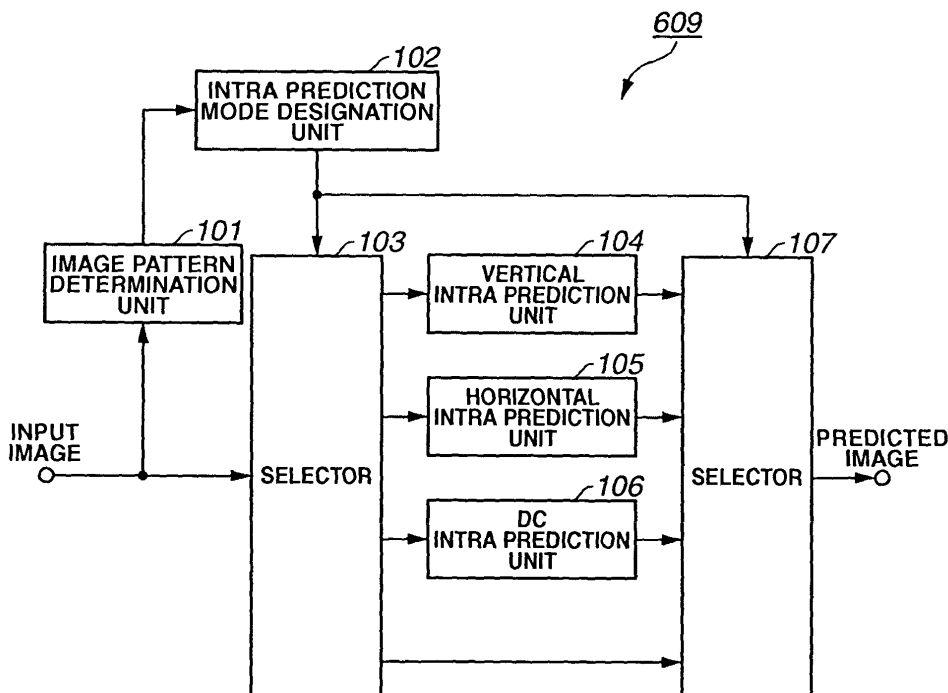 609
102
INTRA PREDICTION
MODE DESIGNATION
UNIT
101
IMAGE PATTERN
DETERMINATION
UNIT
103
104
VERTICAL
INTRA PREDICTION
UNIT
107
105
HORIZONTAL
INTRA PREDICTION
UNIT
INPUT
IMAGE
SELECTOR
106
DC
INTRA PREDICTION
UNIT
SELECTOR
PREDICTED
IMAGE